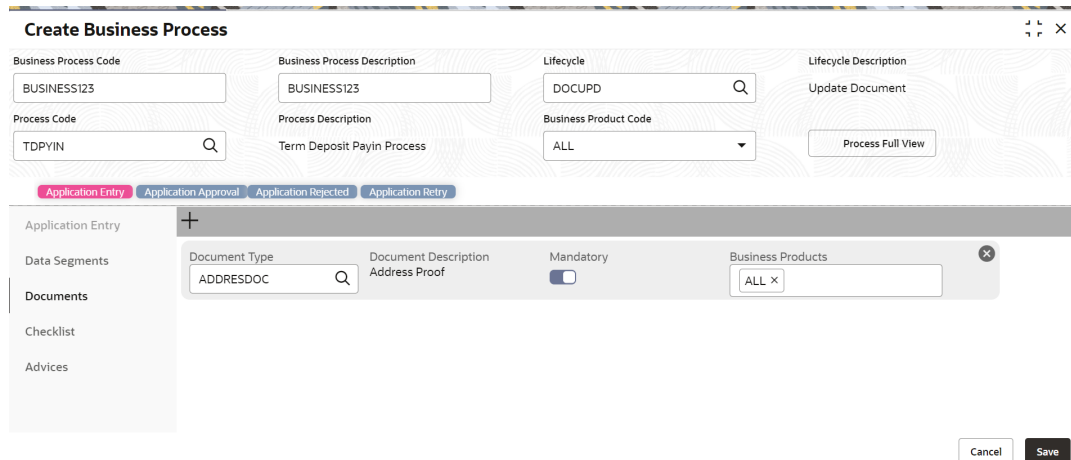 Create Business Process
Business Process Code
Business Process Description
Lifecycle
Lifecycle Description
BUSINESS123
BUSINESS123
DOCUPD
Update Document
Process Code
Process Description
Business Product Code
TDPYIN
Term Deposit Payin Process
ALL
Process Full View
Application Entry
Application Approval
Application Rejected
Application Retry
Application Entry
Data Segments
Documents
Checklist
Advices
Document Type
Document Description
Mandatory
Business Products
ADDRESDOC
Address Proof
ALL ×
Cancel
Save